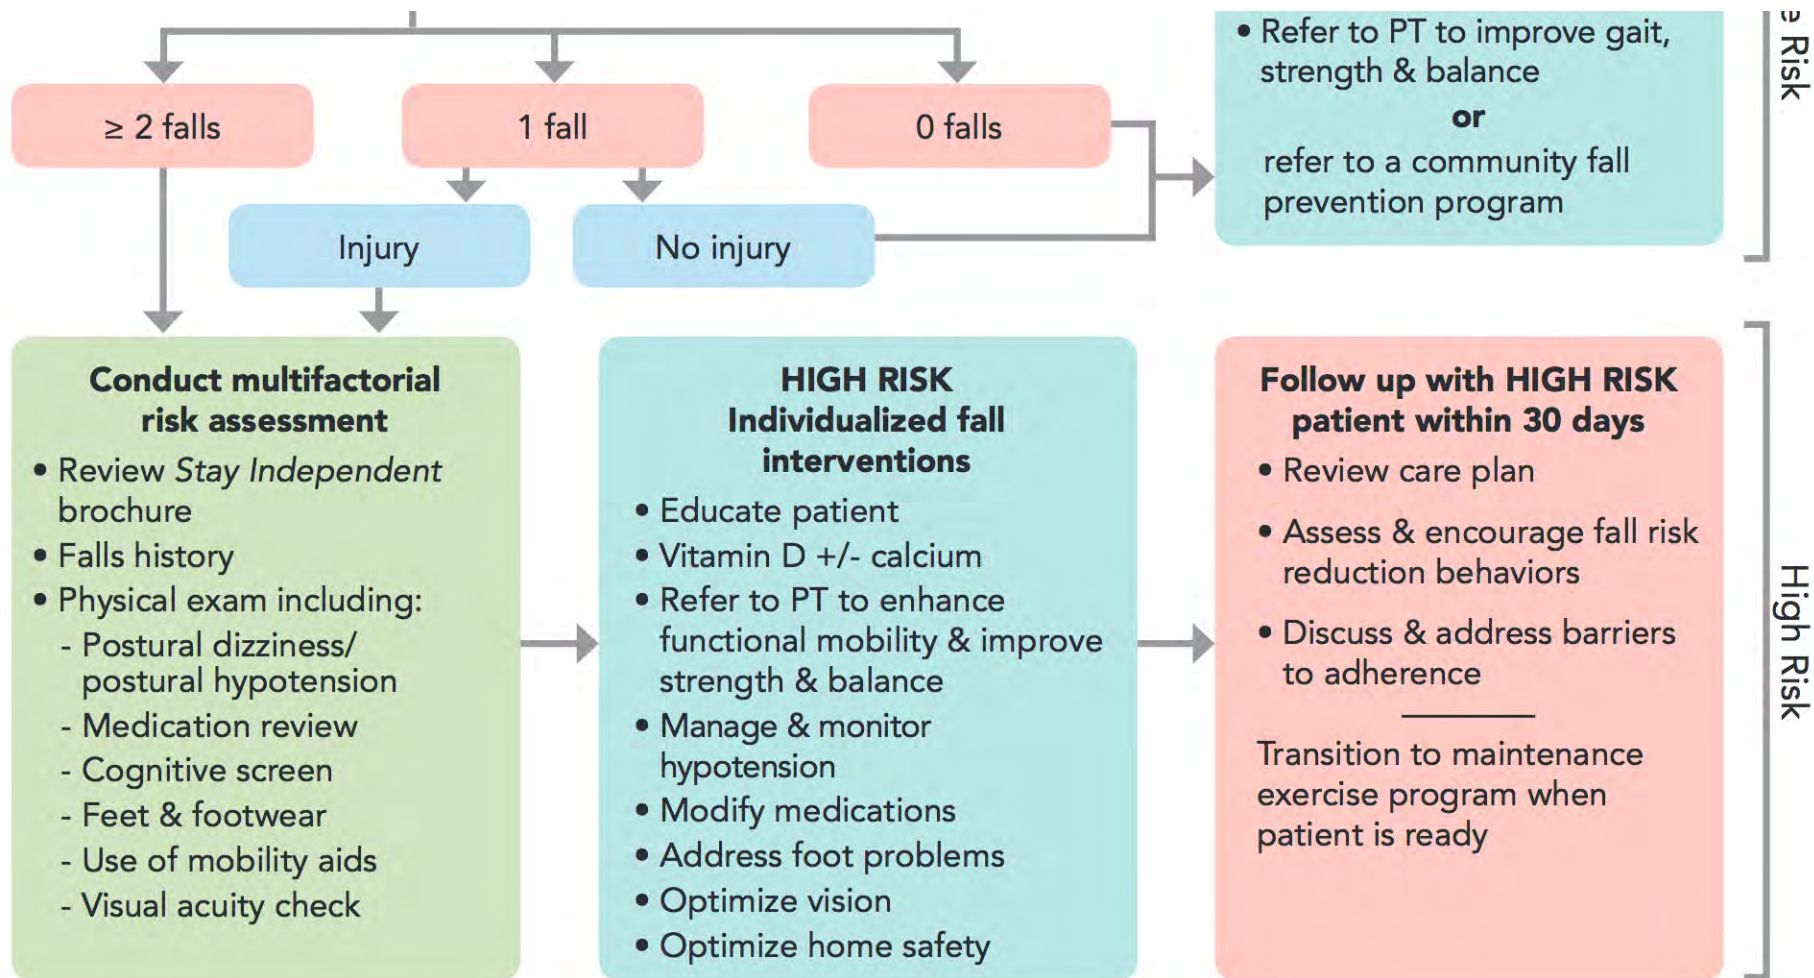 • Refer to PT to improve gait,
strength & balance
or
refer to a community fall
prevention program
e Risk
≥ 2 falls
1 fall
0 falls
Injury
No injury
Conduct multifactorial
risk assessment
• Review Stay Independent
brochure
• Falls history
• Physical exam including:
- Postural dizziness/
postural hypotension
- Medication review
- Cognitive screen
- Feet & footwear
- Use of mobility aids
- Visual acuity check
HIGH RISK
Individualized fall
interventions
• Educate patient
• Vitamin D +/- calcium
• Refer to PT to enhance
functional mobility & improve
strength & balance
• Manage & monitor
hypotension
• Modify medications
• Address foot problems
• Optimize vision
• Optimize home safety
Follow up with HIGH RISK
patient within 30 days
• Review care plan
• Assess & encourage fall risk
reduction behaviors
• Discuss & address barriers
to adherence
Transition to maintenance
exercise program when
patient is ready
High Risk